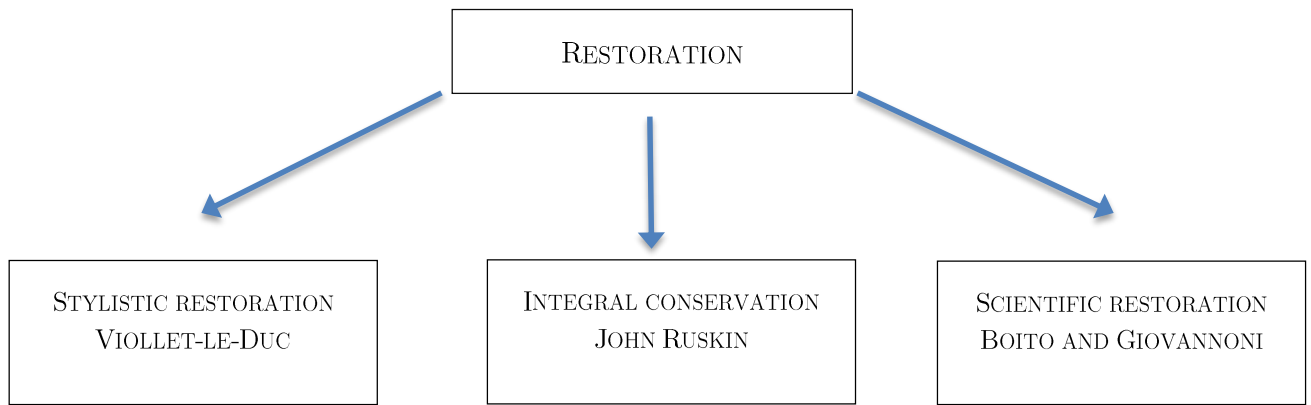 RESTORATION
STYLISTIC RESTORATION
VIOLLET-LE-DUC
INTEGRAL CONSERVATION
JOHN RUSKIN
SCIENTIFIC RESTORATION
BOITO AND GIOVANNONI